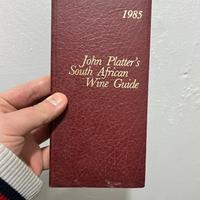 1985
John Platter's
South African
Wine Guide